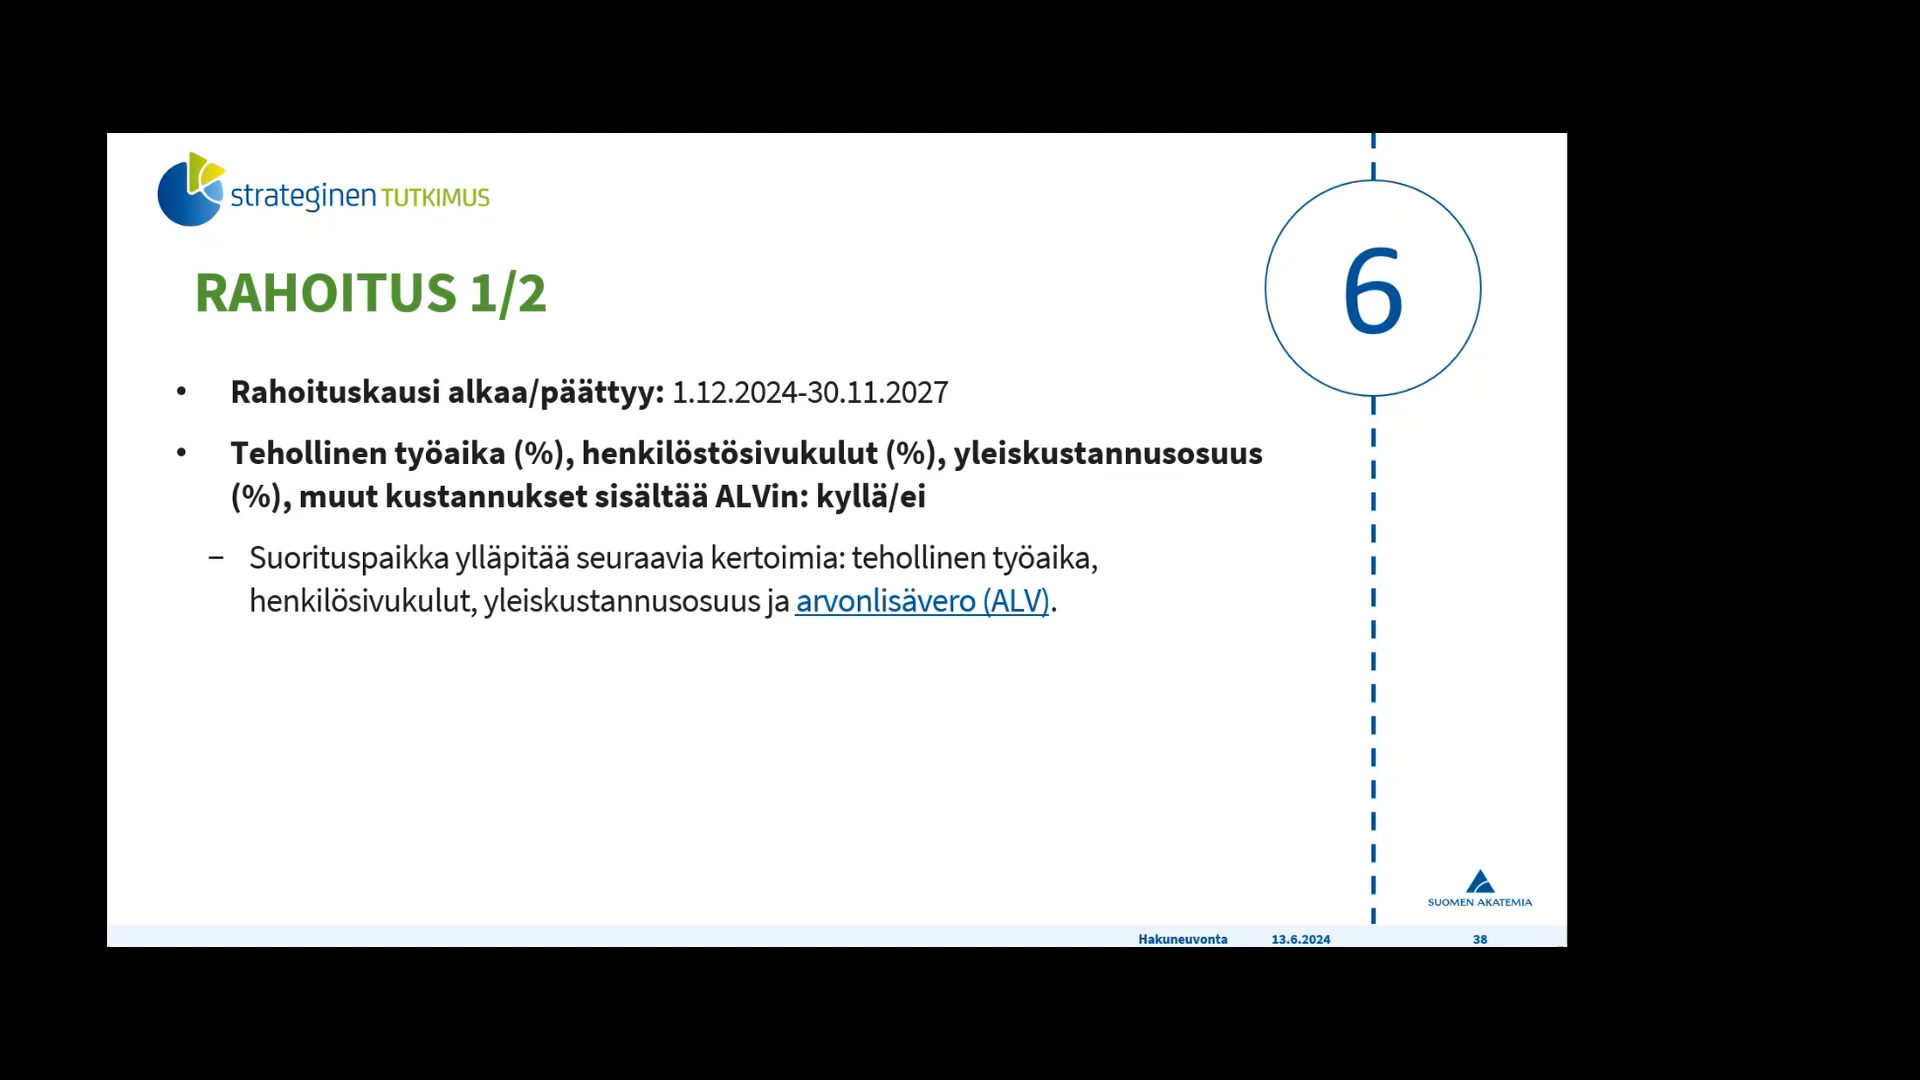 strateginen TUTKIMUS
6
RAHOITUS 1/2
• Rahoituskausi alkaa/päättyy: 1.12.2024-30.11.2027
• Tehollinen työaika (%), henkilöstösivukulut (%), yleiskustannusosuus
(%), muut kustannukset sisältää ALVin: kyllä/ei
– Suorituspaikka ylläpitää seuraavia kertoimia: tehollinen työaika,
henkilösivukulut, yleiskustannusosuus ja arvonlisävero (ALV).
SUOMEN AKATEMIA
Hakuneuvonta 13.6.2024 38